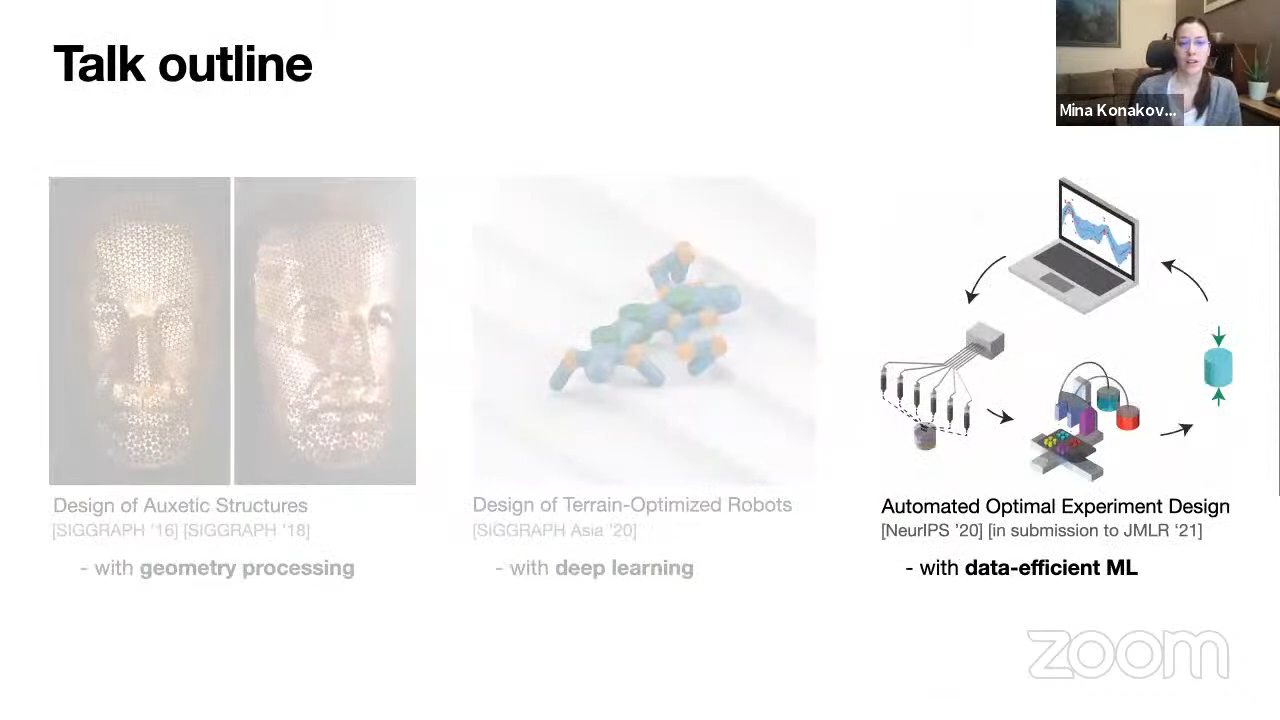 Talk outline
Mina Konakov...
Design of Auxetic Structures
[SIGGRAPH '16] [SIGGRAPH '18]
- with geometry processing
Design of Terrain-Optimized Robots
[SIGGRAPH Asia '20]
- with deep learning
Automated Optimal Experiment Design
[NeurIPS '20] [in submission to JMLR '21]
- with data-efficient ML
zoom